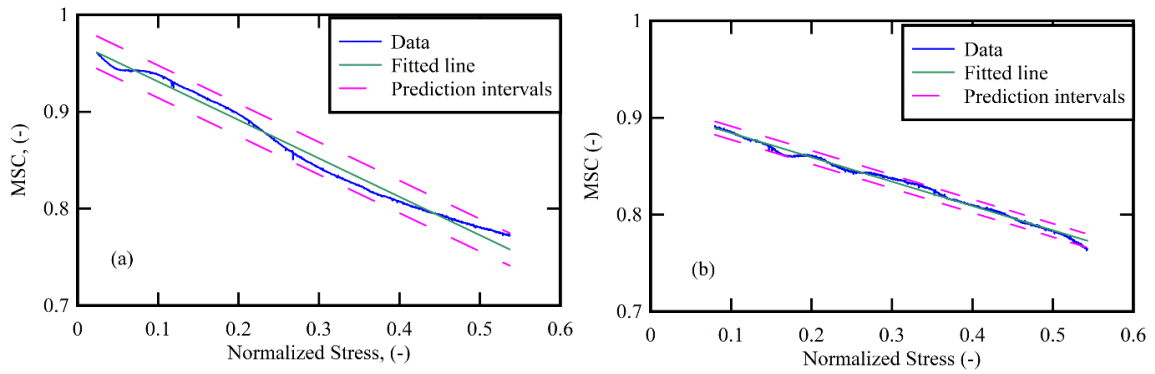 1
0.9
0.8
0.7
MSC, (-)
Data
Fitted line
Prediction intervals
(a)
0
0.1
0.2
0.3
0.4
0.5
0.6
Normalized Stress, (-)
1
0.9
0.8
0.7
MSC (-)
Data
Fitted line
Prediction intervals
(b)
0
0.1
0.2
0.3
0.4
0.5
0.6
Normalized Stress (-)